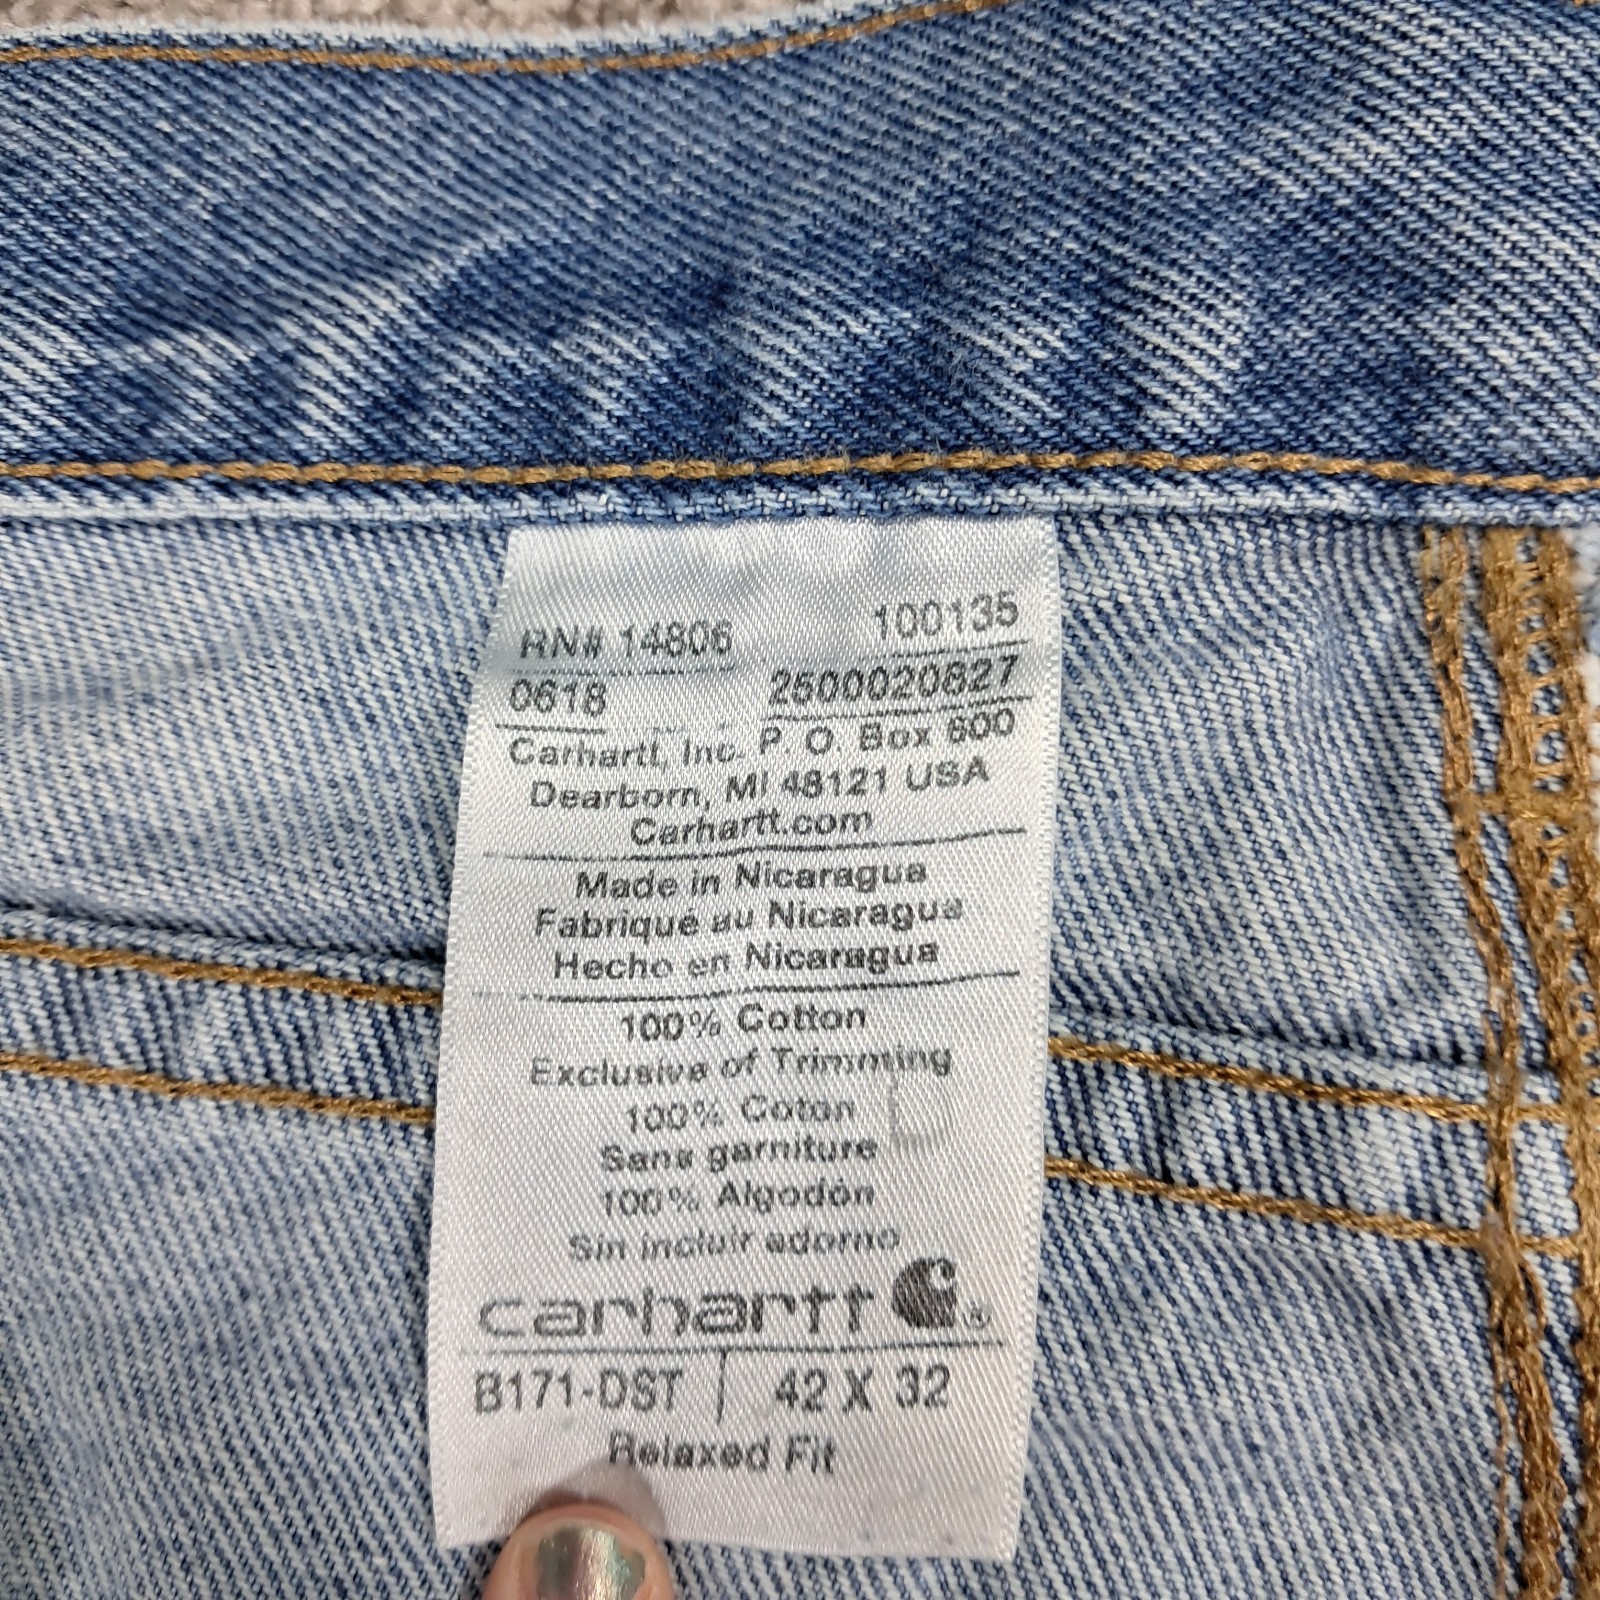 RN# 14806 100135
0618 2500020827
Carhartt, Inc. P. O. Box 600
Dearborn, MI 48121 USA
Carhartt.com
Made in Nicaragua
Fabriqué au Nicaragua
Hecho en Nicaragua
100% Cotton
Exclusive of Trimming
100% Coton
Sans garniture
100% Algodón
Sin incluir adorno
carhartt ®
B171-DST 42 X 32
Relaxed Fit